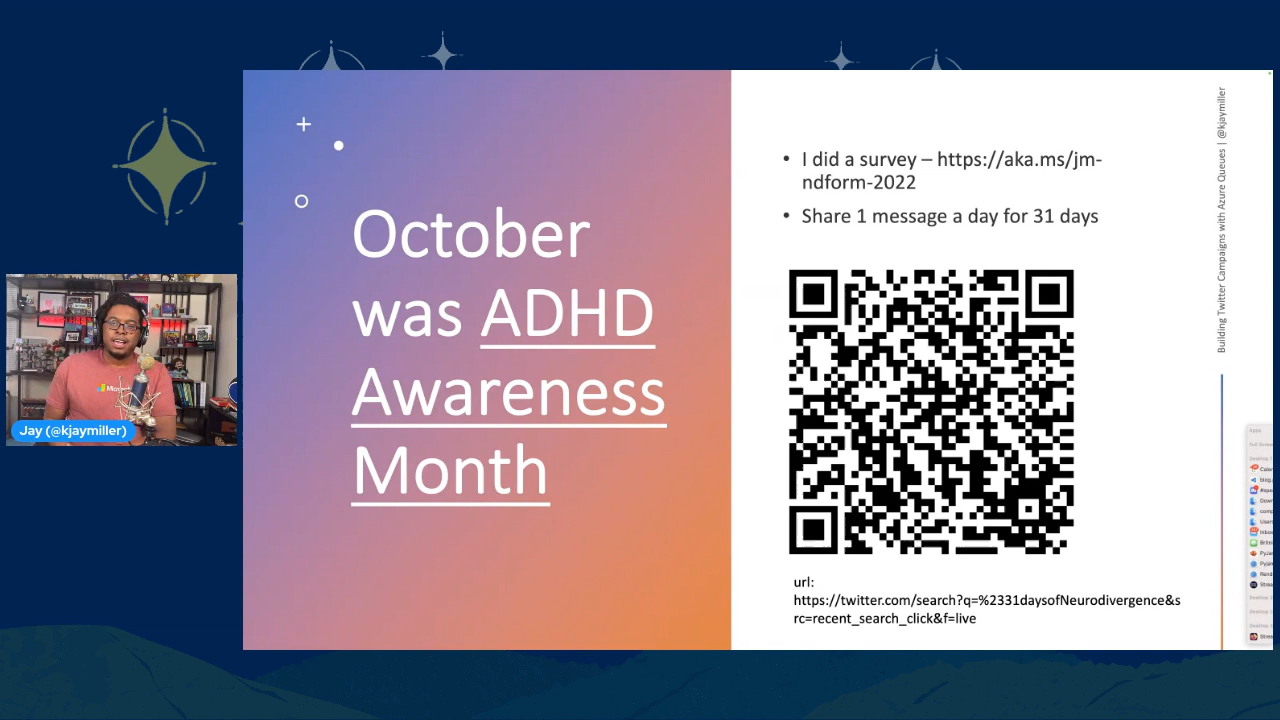 October
was ADHD
Awareness
Month
• I did a survey – https://aka.ms/jm-
ndform-2022
• Share 1 message a day for 31 days
url:
https://twitter.com/search?q=%2331daysofNeurodivergence&s
rc=recent_search_click&f=live
Building Twitter Campaigns with Azure Queues | @kjaymiller
Jay (@kjaymiller)